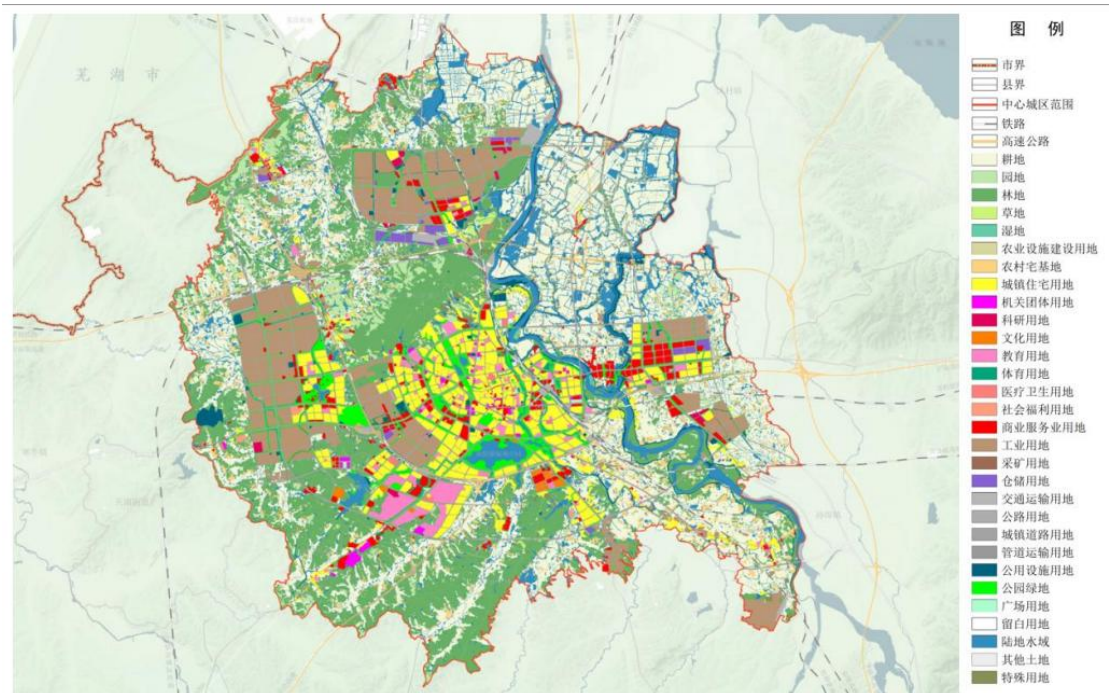 图 例
芜 湖 市
市界
县界
中心城区范围
铁路
高速公路
耕地
园地
林地
草地
湿地
农业设施建设用地
农村宅基地
城镇住宅用地
机关团体用地
科研用地
文化用地
教育用地
体育用地
医疗卫生用地
社会福利用地
商业服务业用地
工业用地
采矿用地
仓储用地
交通运输用地
公路用地
城镇道路用地
管道运输用地
公用设施用地
公园绿地
广场用地
留白用地
陆地水域
其他土地
特殊用地